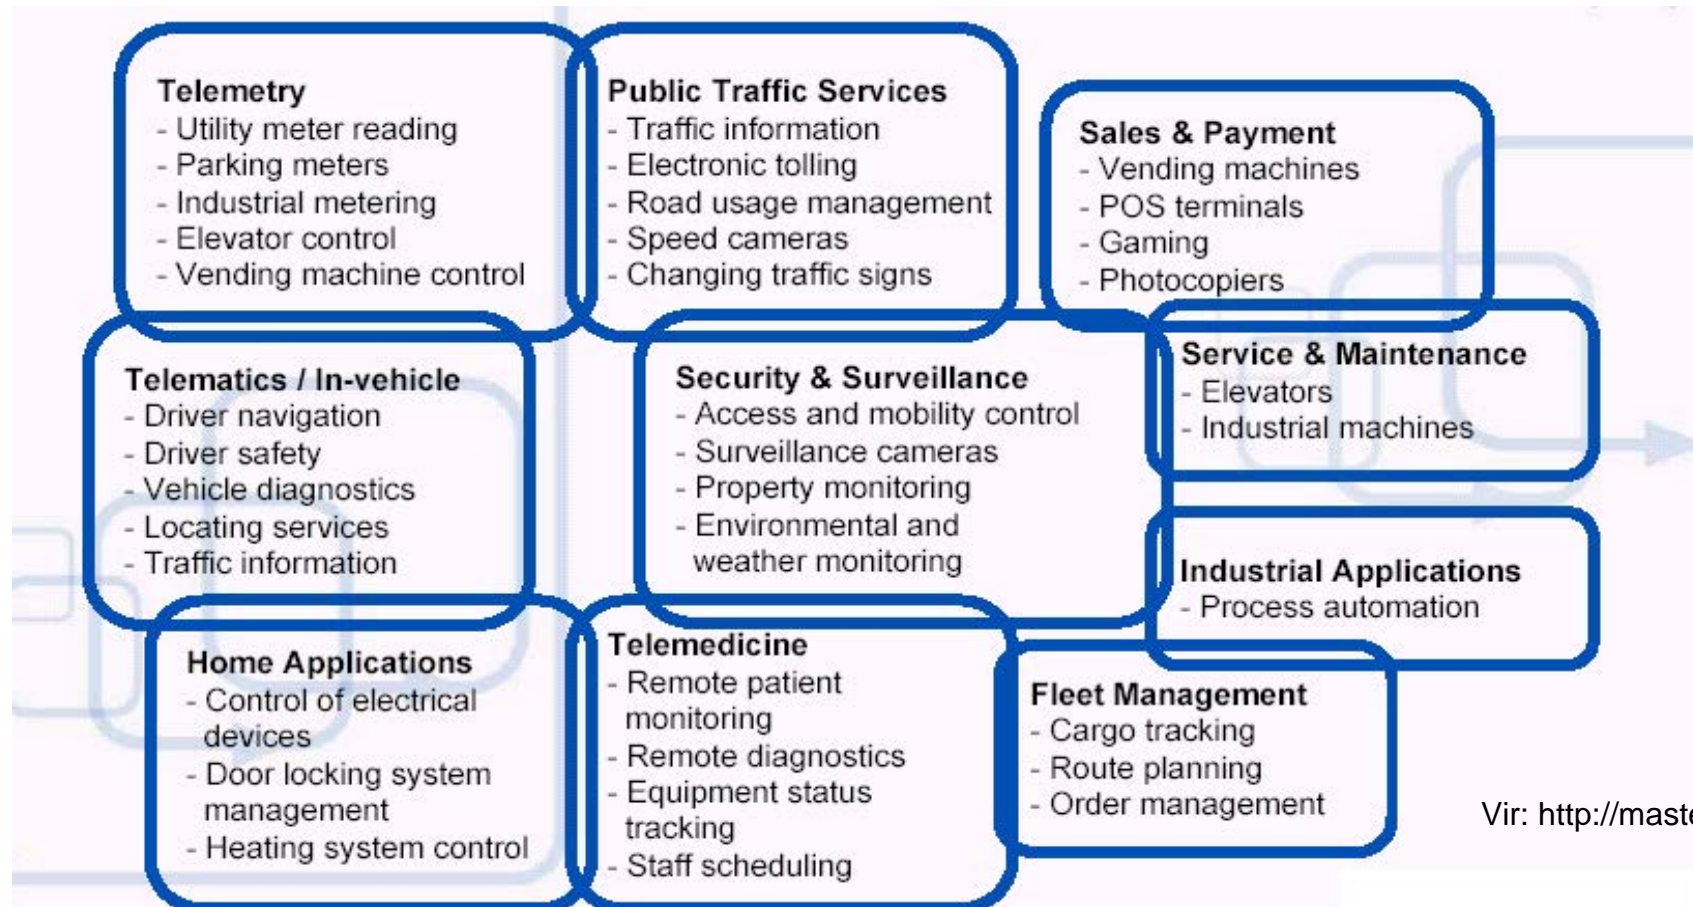 Telemetry
- Utility meter reading
- Parking meters
- Industrial metering
- Elevator control
- Vending machine control
Public Traffic Services
- Traffic information
- Electronic tolling
- Road usage management
- Speed cameras
- Changing traffic signs
Sales & Payment
- Vending machines
- POS terminals
- Gaming
- Photocopiers
Telematics / In-vehicle
- Driver navigation
- Driver safety
- Vehicle diagnostics
- Locating services
- Traffic information
Security & Surveillance
- Access and mobility control
- Surveillance cameras
- Property monitoring
- Environmental and
weather monitoring
Service & Maintenance
- Elevators
- Industrial machines
Industrial Applications
- Process automation
Home Applications
- Control of electrical
devices
- Door locking system
management
- Heating system control
Telemedicine
- Remote patient
monitoring
- Remote diagnostics
- Equipment status
tracking
- Staff scheduling
Fleet Management
- Cargo tracking
- Route planning
- Order management
Vir: http://maste